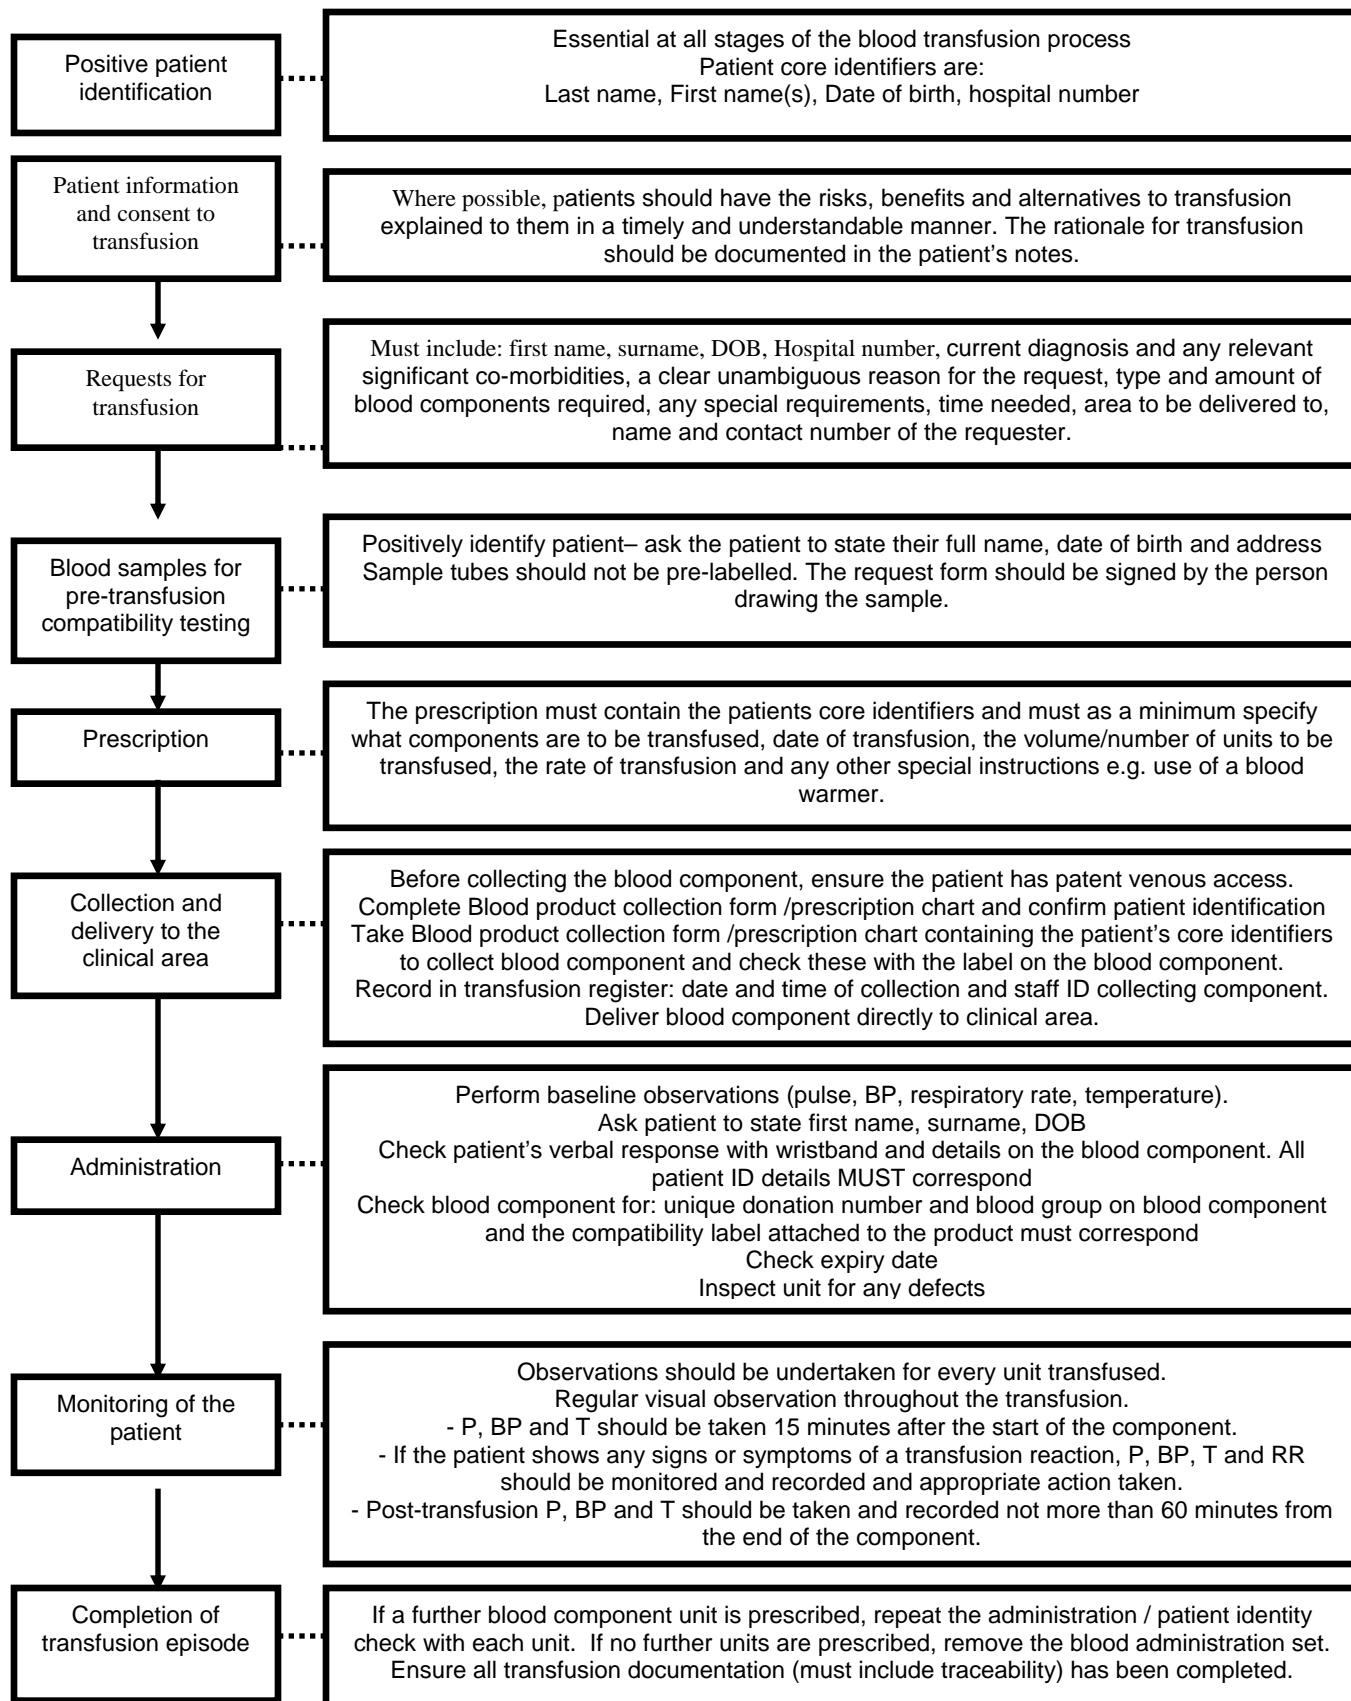 Positive patient
identification
Essential at all stages of the blood transfusion process
Patient core identifiers are:
Last name, First name(s), Date of birth, hospital number
Patient information
and consent to
transfusion
Where possible, patients should have the risks, benefits and alternatives to transfusion
explained to them in a timely and understandable manner. The rationale for transfusion
should be documented in the patient's notes.
Requests for
transfusion
Must include: first name, surname, DOB, Hospital number, current diagnosis and any relevant
significant co-morbidities, a clear unambiguous reason for the request, type and amount of
blood components required, any special requirements, time needed, area to be delivered to,
name and contact number of the requester.
Blood samples for
pre-transfusion
compatibility testing
Positively identify patient– ask the patient to state their full name, date of birth and address
Sample tubes should not be pre-labelled. The request form should be signed by the person
drawing the sample.
Prescription
The prescription must contain the patients core identifiers and must as a minimum specify
what components are to be transfused, date of transfusion, the volume/number of units to be
transfused, the rate of transfusion and any other special instructions e.g. use of a blood
warmer.
Collection and
delivery to the
clinical area
Before collecting the blood component, ensure the patient has patent venous access.
Complete Blood product collection form /prescription chart and confirm patient identification
Take Blood product collection form /prescription chart containing the patient's core identifiers
to collect blood component and check these with the label on the blood component.
Record in transfusion register: date and time of collection and staff ID collecting component.
Deliver blood component directly to clinical area.
Administration
Perform baseline observations (pulse, BP, respiratory rate, temperature).
Ask patient to state first name, surname, DOB
Check patient's verbal response with wristband and details on the blood component. All
patient ID details MUST correspond
Check blood component for: unique donation number and blood group on blood component
and the compatibility label attached to the product must correspond
Check expiry date
Inspect unit for any defects
Monitoring of the
patient
Observations should be undertaken for every unit transfused.
Regular visual observation throughout the transfusion.
- P, BP and T should be taken 15 minutes after the start of the component.
- If the patient shows any signs or symptoms of a transfusion reaction, P, BP, T and RR
should be monitored and recorded and appropriate action taken.
- Post-transfusion P, BP and T should be taken and recorded not more than 60 minutes from
the end of the component.
Completion of
transfusion episode
If a further blood component unit is prescribed, repeat the administration / patient identity
check with each unit.  If no further units are prescribed, remove the blood administration set.
Ensure all transfusion documentation (must include traceability) has been completed.